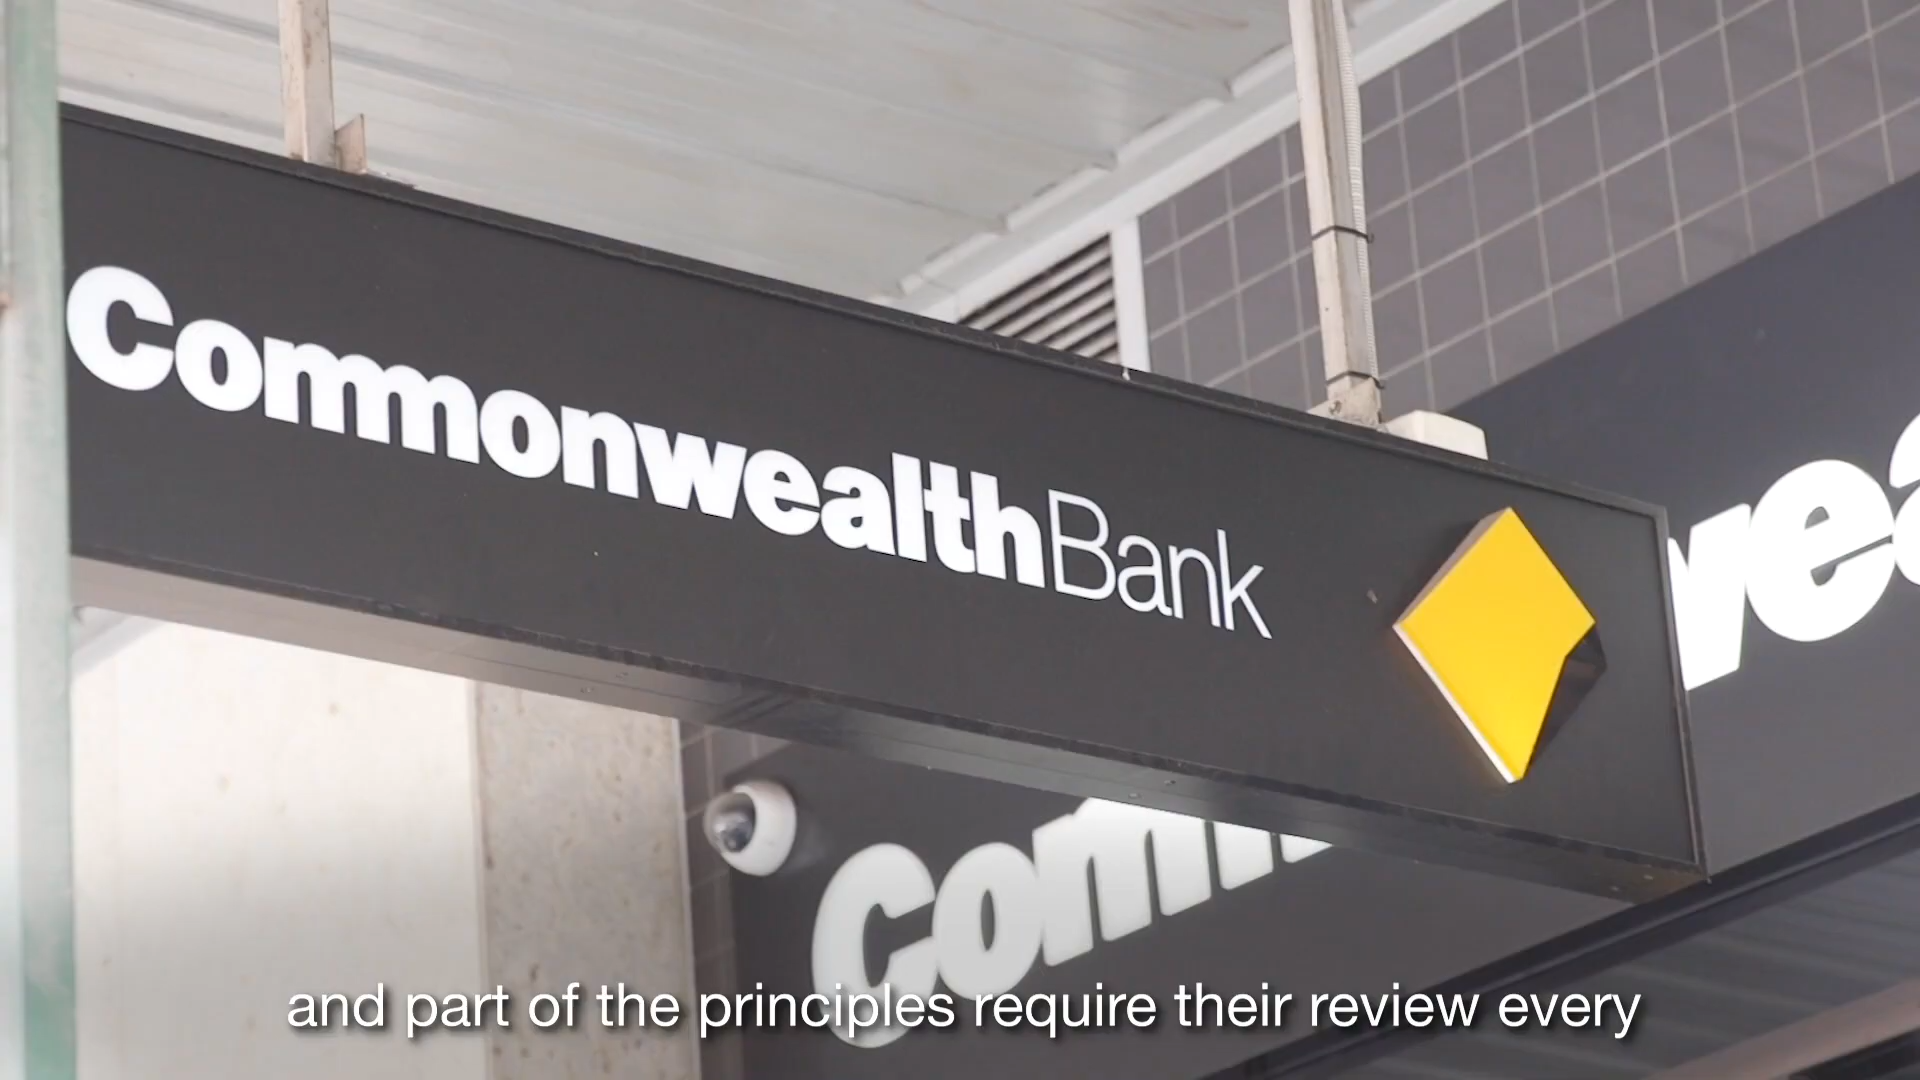 CommonwealthBank
and part of the principles require their review every